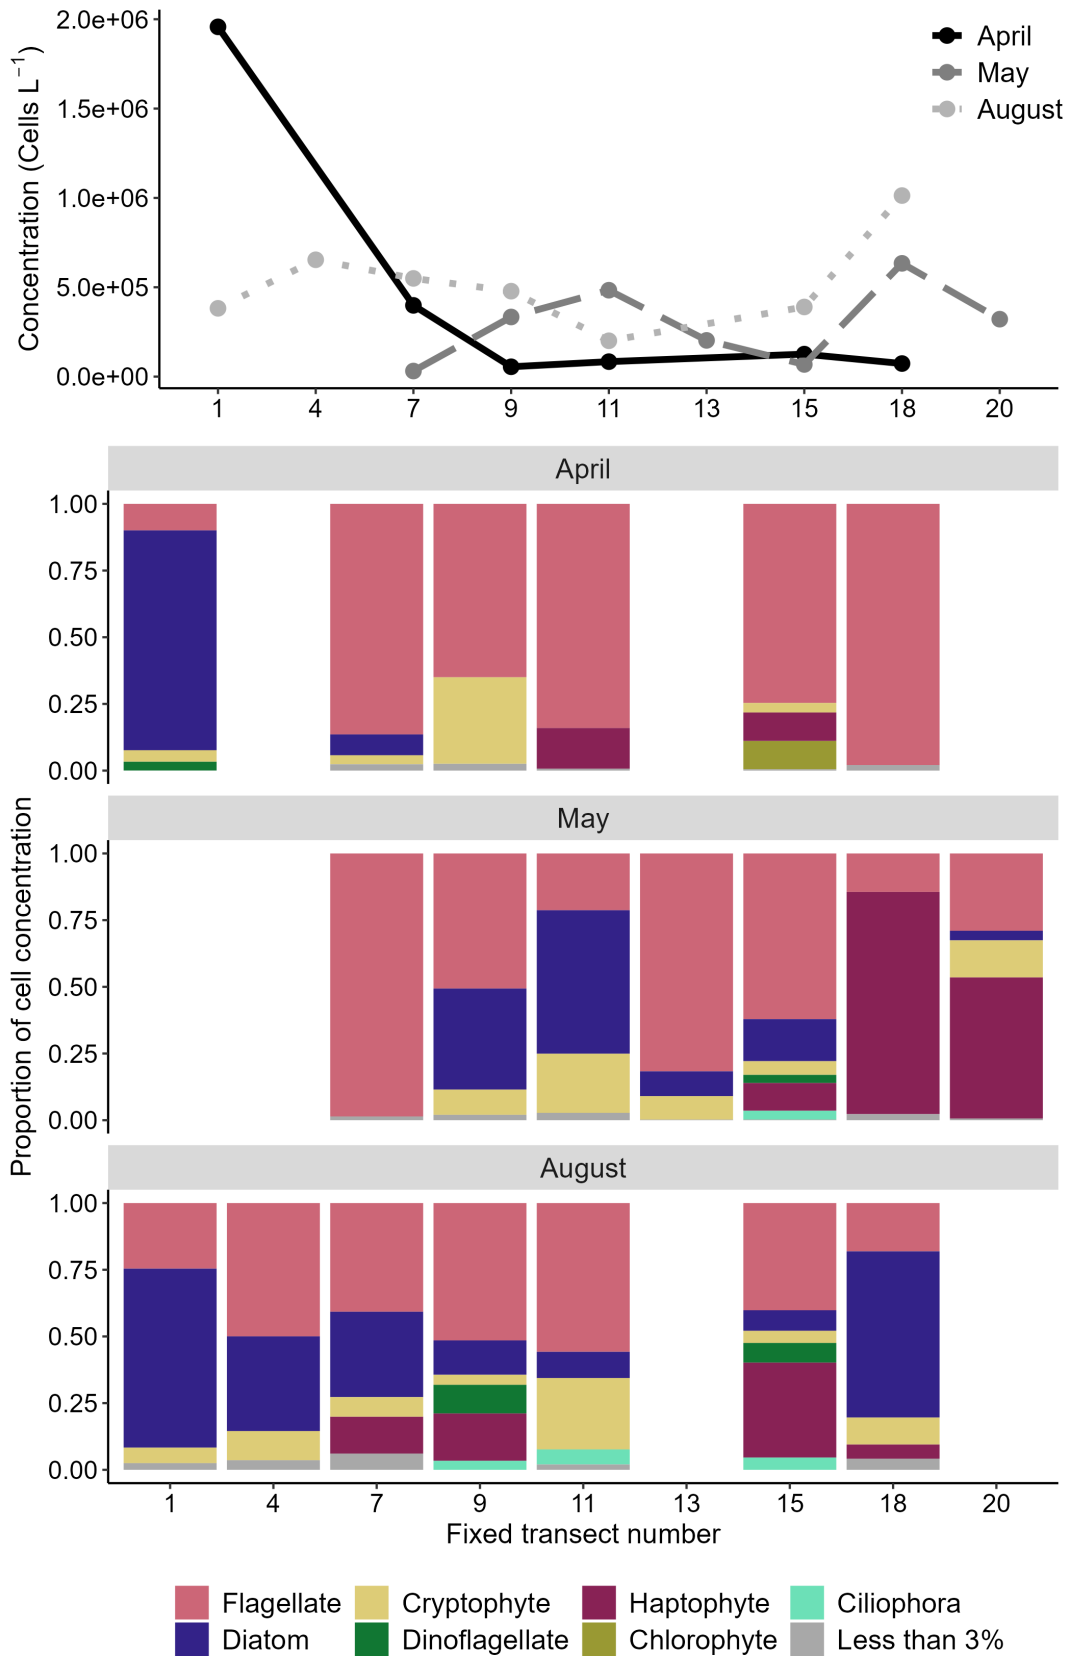 Concentration (Cells L⁻¹)
2.0e+06
1.5e+06
1.0e+06
5.0e+05
0.0e+00
April
May
August
1 4 7 9 11 13 15 18 20
Proportion of cell concentration
April
1.00
0.75
0.50
0.25
0.00
May
1.00
0.75
0.50
0.25
0.00
August
1.00
0.75
0.50
0.25
0.00
1 4 7 9 11 13 15 18 20
Fixed transect number
Flagellate Cryptophyte Haptophyte Ciliophora
Diatom Dinoflagellate Chlorophyte Less than 3%